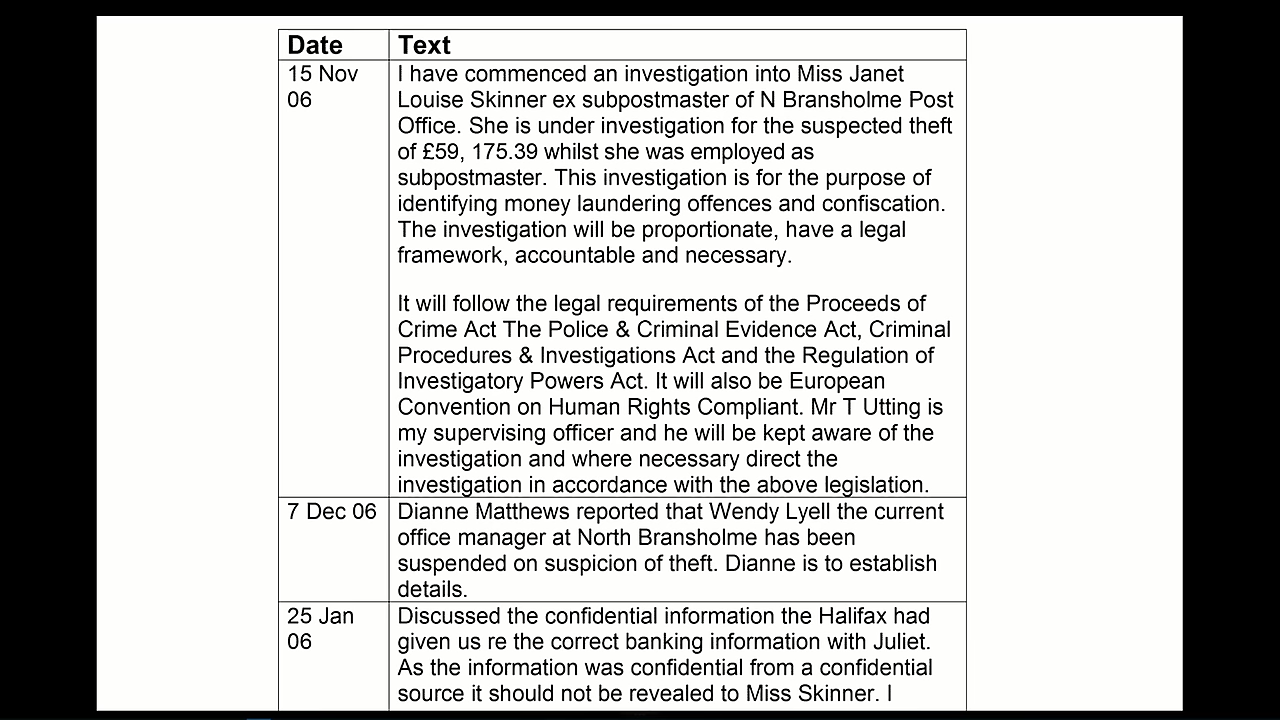 Date Text
15 Nov I have commenced an investigation into Miss Janet
06 Louise Skinner ex subpostmaster of N Bransholme Post
Office. She is under investigation for the suspected theft
of £59, 175.39 whilst she was employed as
subpostmaster. This investigation is for the purpose of
identifying money laundering offences and confiscation.
The investigation will be proportionate, have a legal
framework, accountable and necessary.
It will follow the legal requirements of the Proceeds of
Crime Act The Police & Criminal Evidence Act, Criminal
Procedures & Investigations Act and the Regulation of
Investigatory Powers Act. It will also be European
Convention on Human Rights Compliant. Mr T Utting is
my supervising officer and he will be kept aware of the
investigation and where necessary direct the
investigation in accordance with the above legislation.
7 Dec 06 Dianne Matthews reported that Wendy Lyell the current
office manager at North Bransholme has been
suspended on suspicion of theft. Dianne is to establish
details.
25 Jan Discussed the confidential information the Halifax had
06 given us re the correct banking information with Juliet.
As the information was confidential from a confidential
source it should not be revealed to Miss Skinner. I